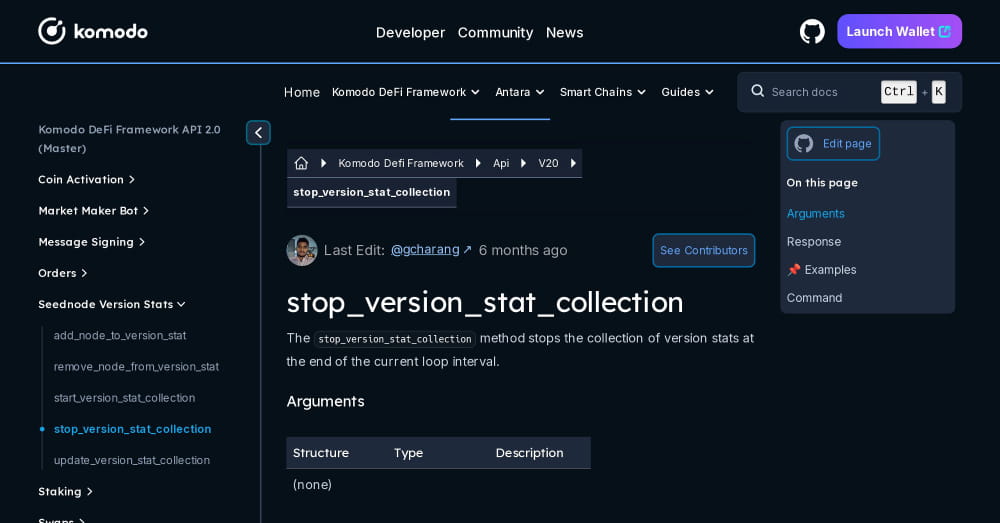 komodo
Developer Community News
Launch Wallet
Home Komodo DeFi Framework Antara Smart Chains Guides
Search docs Ctrl + K
Komodo DeFi Framework API 2.0
(Master)
Coin Activation
Market Maker Bot
Message Signing
Orders
Seednode Version Stats
add_node_to_version_stat
remove_node_from_version_stat
start_version_stat_collection
stop_version_stat_collection
update_version_stat_collection
Staking
Swaps
Komodo Defi Framework Api V20
stop_version_stat_collection
Last Edit: @gcharang ↗ 6 months ago
See Contributors
stop_version_stat_collection
The stop_version_stat_collection method stops the collection of version stats at
the end of the current loop interval.
Arguments
Structure Type Description
(none)
Edit page
On this page
Arguments
Response
📌 Examples
Command